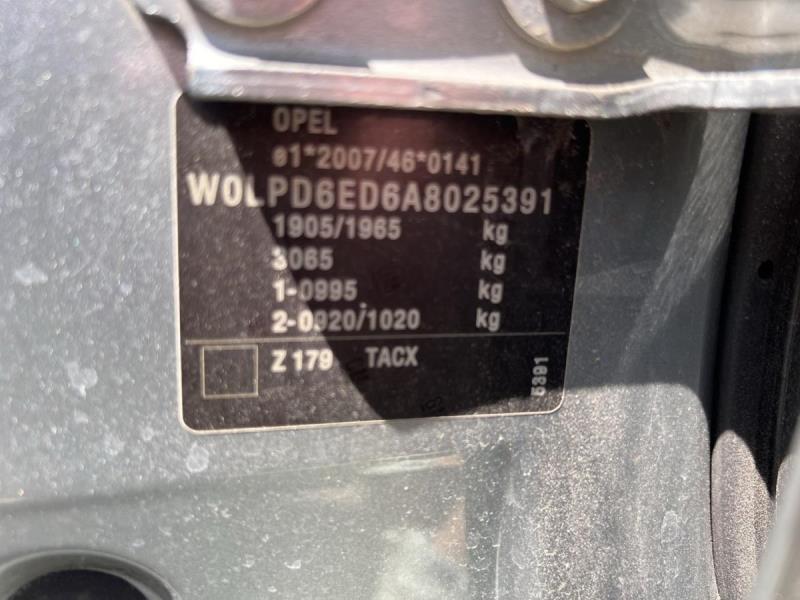 OPEL
e1*2007/46*0141
W0LPD6ED6A8025391
1905/1965 kg
3065 kg
1-0995 kg
2-0920/1020 kg
Z 179 TACX
5391